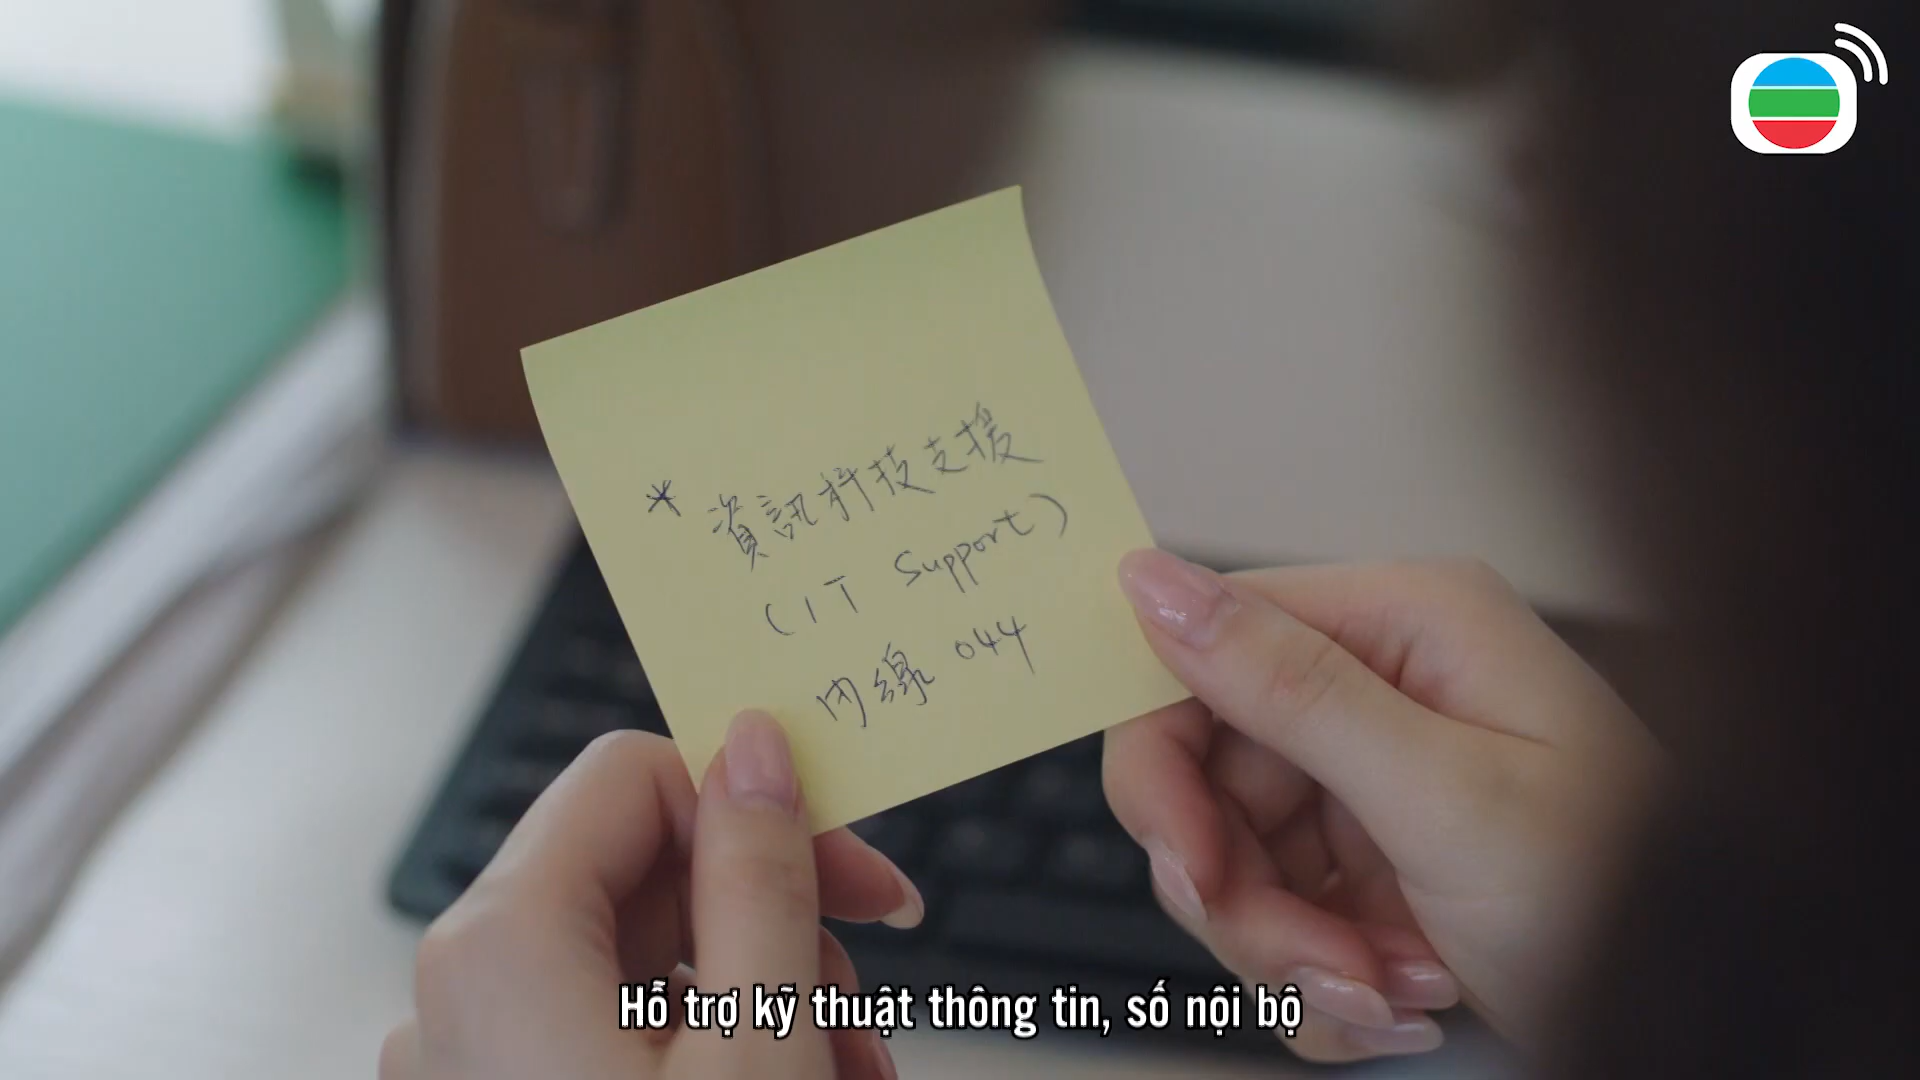 * 資訊科技支援
(IT Support)
內線 044
Hỗ trợ kỹ thuật thông tin, số nội bộ